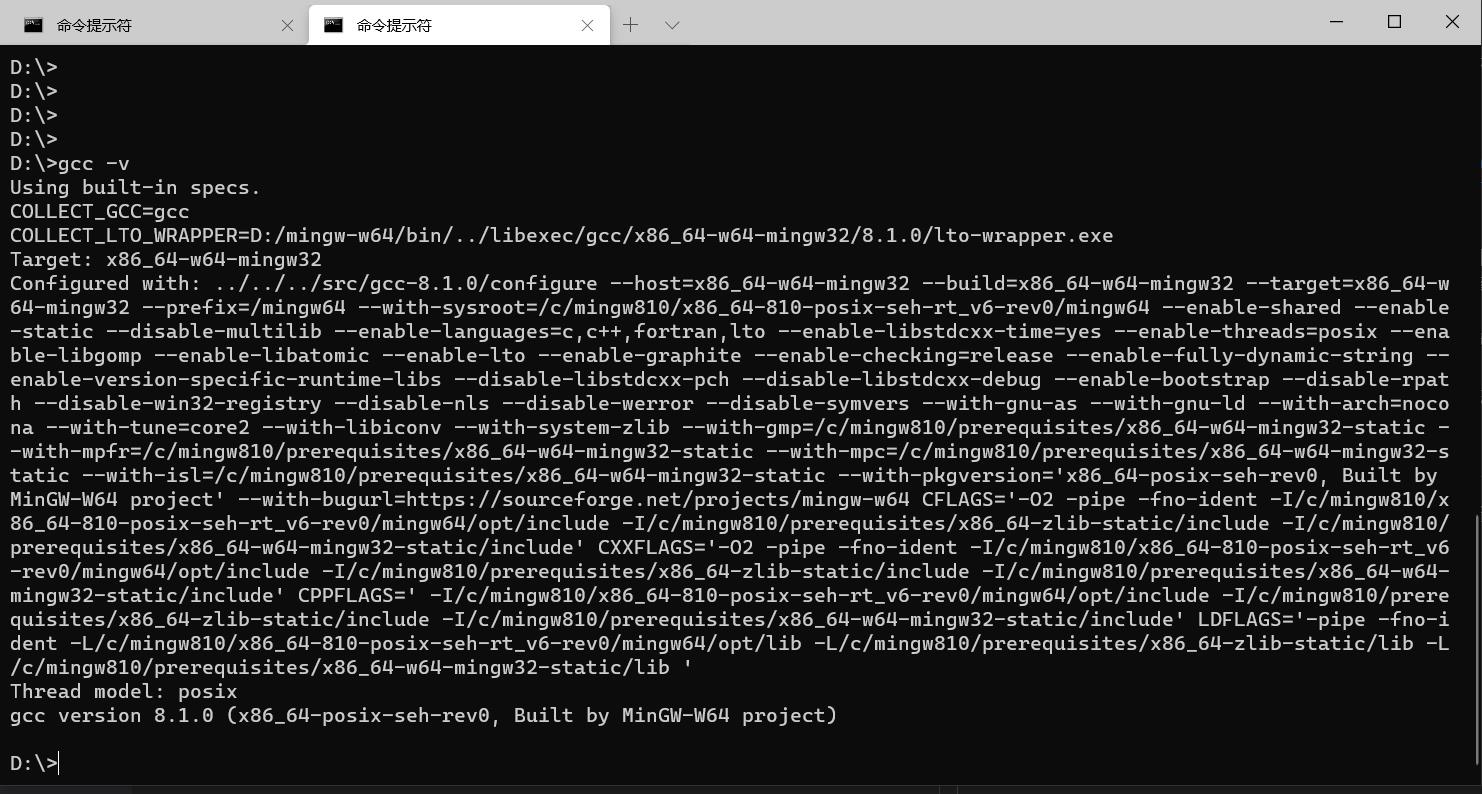 命令提示符
命令提示符
D:\>
D:\>
D:\>
D:\>
D:\>gcc -v
Using built-in specs.
COLLECT_GCC=gcc
COLLECT_LTO_WRAPPER=D:/mingw-w64/bin/../libexec/gcc/x86_64-w64-mingw32/8.1.0/lto-wrapper.exe
Target: x86_64-w64-mingw32
Configured with: ../../../src/gcc-8.1.0/configure --host=x86_64-w64-mingw32 --build=x86_64-w64-mingw32 --target=x86_64-w
64-mingw32 --prefix=/mingw64 --with-sysroot=/c/mingw810/x86_64-810-posix-seh-rt_v6-rev0/mingw64 --enable-shared --enable
-static --disable-multilib --enable-languages=c,c++,fortran,lto --enable-libstdcxx-time=yes --enable-threads=posix --ena
ble-libgomp --enable-libatomic --enable-lto --enable-graphite --enable-checking=release --enable-fully-dynamic-string --
enable-version-specific-runtime-libs --disable-libstdcxx-pch --disable-libstdcxx-debug --enable-bootstrap --disable-rpat
h --disable-win32-registry --disable-nls --disable-werror --disable-symvers --with-gnu-as --with-gnu-ld --with-arch=noco
na --with-tune=core2 --with-libiconv --with-system-zlib --with-gmp=/c/mingw810/prerequisites/x86_64-w64-mingw32-static -
-with-mpfr=/c/mingw810/prerequisites/x86_64-w64-mingw32-static --with-mpc=/c/mingw810/prerequisites/x86_64-w64-mingw32-s
tatic --with-isl=/c/mingw810/prerequisites/x86_64-w64-mingw32-static --with-pkgversion='x86_64-posix-seh-rev0, Built by
MinGW-W64 project' --with-bugurl=https://sourceforge.net/projects/mingw-w64 CFLAGS='-O2 -pipe -fno-ident -I/c/mingw810/x
86_64-810-posix-seh-rt_v6-rev0/mingw64/opt/include -I/c/mingw810/prerequisites/x86_64-zlib-static/include -I/c/mingw810/
prerequisites/x86_64-w64-mingw32-static/include' CXXFLAGS='-O2 -pipe -fno-ident -I/c/mingw810/x86_64-810-posix-seh-rt_v6
-rev0/mingw64/opt/include -I/c/mingw810/prerequisites/x86_64-zlib-static/include -I/c/mingw810/prerequisites/x86_64-w64-
mingw32-static/include' CPPFLAGS=' -I/c/mingw810/x86_64-810-posix-seh-rt_v6-rev0/mingw64/opt/include -I/c/mingw810/prere
quisites/x86_64-zlib-static/include -I/c/mingw810/prerequisites/x86_64-w64-mingw32-static/include' LDFLAGS='-pipe -fno-i
dent -L/c/mingw810/x86_64-810-posix-seh-rt_v6-rev0/mingw64/opt/lib -L/c/mingw810/prerequisites/x86_64-zlib-static/lib -L
/c/mingw810/prerequisites/x86_64-w64-mingw32-static/lib '
Thread model: posix
gcc version 8.1.0 (x86_64-posix-seh-rev0, Built by MinGW-W64 project)
D:\>